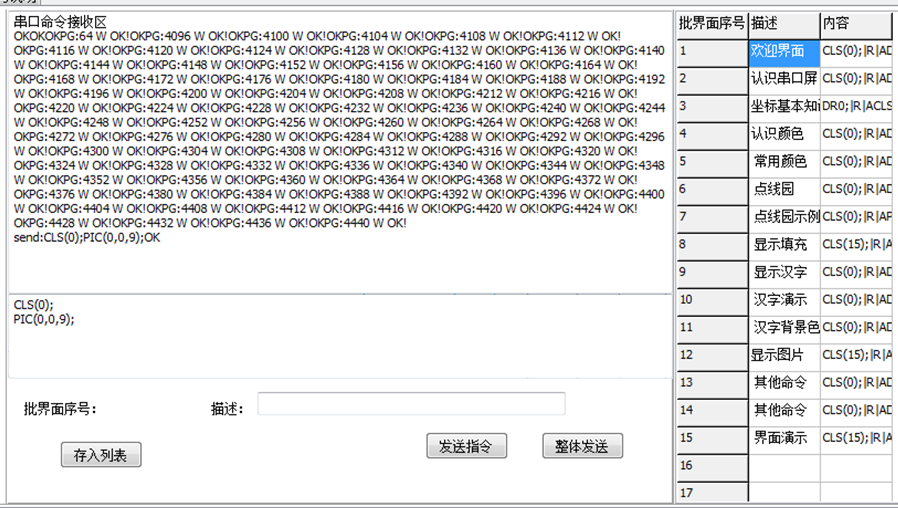 串口命令接收区
OKOKOKPG:64 W OK!OKPG:4096 W OK!OKPG:4100 W OK!OKPG:4104 W OK!OKPG:4108 W OK!OKPG:4112 W OK!
OKPG:4116 W OK!OKPG:4120 W OK!OKPG:4124 W OK!OKPG:4128 W OK!OKPG:4132 W OK!OKPG:4136 W OK!OKPG:4140
W OK!OKPG:4144 W OK!OKPG:4148 W OK!OKPG:4152 W OK!OKPG:4156 W OK!OKPG:4160 W OK!OKPG:4164 W OK!
OKPG:4168 W OK!OKPG:4172 W OK!OKPG:4176 W OK!OKPG:4180 W OK!OKPG:4184 W OK!OKPG:4188 W OK!OKPG:4192
W OK!OKPG:4196 W OK!OKPG:4200 W OK!OKPG:4204 W OK!OKPG:4208 W OK!OKPG:4212 W OK!OKPG:4216 W OK!
OKPG:4220 W OK!OKPG:4224 W OK!OKPG:4228 W OK!OKPG:4232 W OK!OKPG:4236 W OK!OKPG:4240 W OK!OKPG:4244
W OK!OKPG:4248 W OK!OKPG:4252 W OK!OKPG:4256 W OK!OKPG:4260 W OK!OKPG:4264 W OK!OKPG:4268 W OK!
OKPG:4272 W OK!OKPG:4276 W OK!OKPG:4280 W OK!OKPG:4284 W OK!OKPG:4288 W OK!OKPG:4292 W OK!OKPG:4296
W OK!OKPG:4300 W OK!OKPG:4304 W OK!OKPG:4308 W OK!OKPG:4312 W OK!OKPG:4316 W OK!OKPG:4320 W OK!
OKPG:4324 W OK!OKPG:4328 W OK!OKPG:4332 W OK!OKPG:4336 W OK!OKPG:4340 W OK!OKPG:4344 W OK!OKPG:4348
W OK!OKPG:4352 W OK!OKPG:4356 W OK!OKPG:4360 W OK!OKPG:4364 W OK!OKPG:4368 W OK!OKPG:4372 W OK!
OKPG:4376 W OK!OKPG:4380 W OK!OKPG:4384 W OK!OKPG:4388 W OK!OKPG:4392 W OK!OKPG:4396 W OK!OKPG:4400
W OK!OKPG:4404 W OK!OKPG:4408 W OK!OKPG:4412 W OK!OKPG:4416 W OK!OKPG:4420 W OK!OKPG:4424 W OK!
OKPG:4428 W OK!OKPG:4432 W OK!OKPG:4436 W OK!OKPG:4440 W OK!
send:CLS(0);PIC(0,0,9);OK
CLS(0);
PIC(0,0,9);
批界面序号： 描述：
存入列表 发送指令 整体发送
批界面序号 描述 内容
1 欢迎界面 CLS(0);|R|AD
2 认识串口屏 CLS(0);|R|AD
3 坐标基本知 DR0;|R|ACLS
4 认识颜色 CLS(0);|R|AD
5 常用颜色 CLS(0);|R|AD
6 点线园 CLS(0);|R|AD
7 点线园示例 CLS(0);|R|AP
8 显示填充 CLS(15);|R|A
9 显示汉字 CLS(0);|R|AD
10 汉字演示 CLS(0);|R|AD
11 汉字背景色 CLS(0);|R|AD
12 显示图片 CLS(15);|R|A
13 其他命令 CLS(0);|R|AD
14 其他命令 CLS(0);|R|AD
15 界面演示 CLS(15);|R|A
16
17